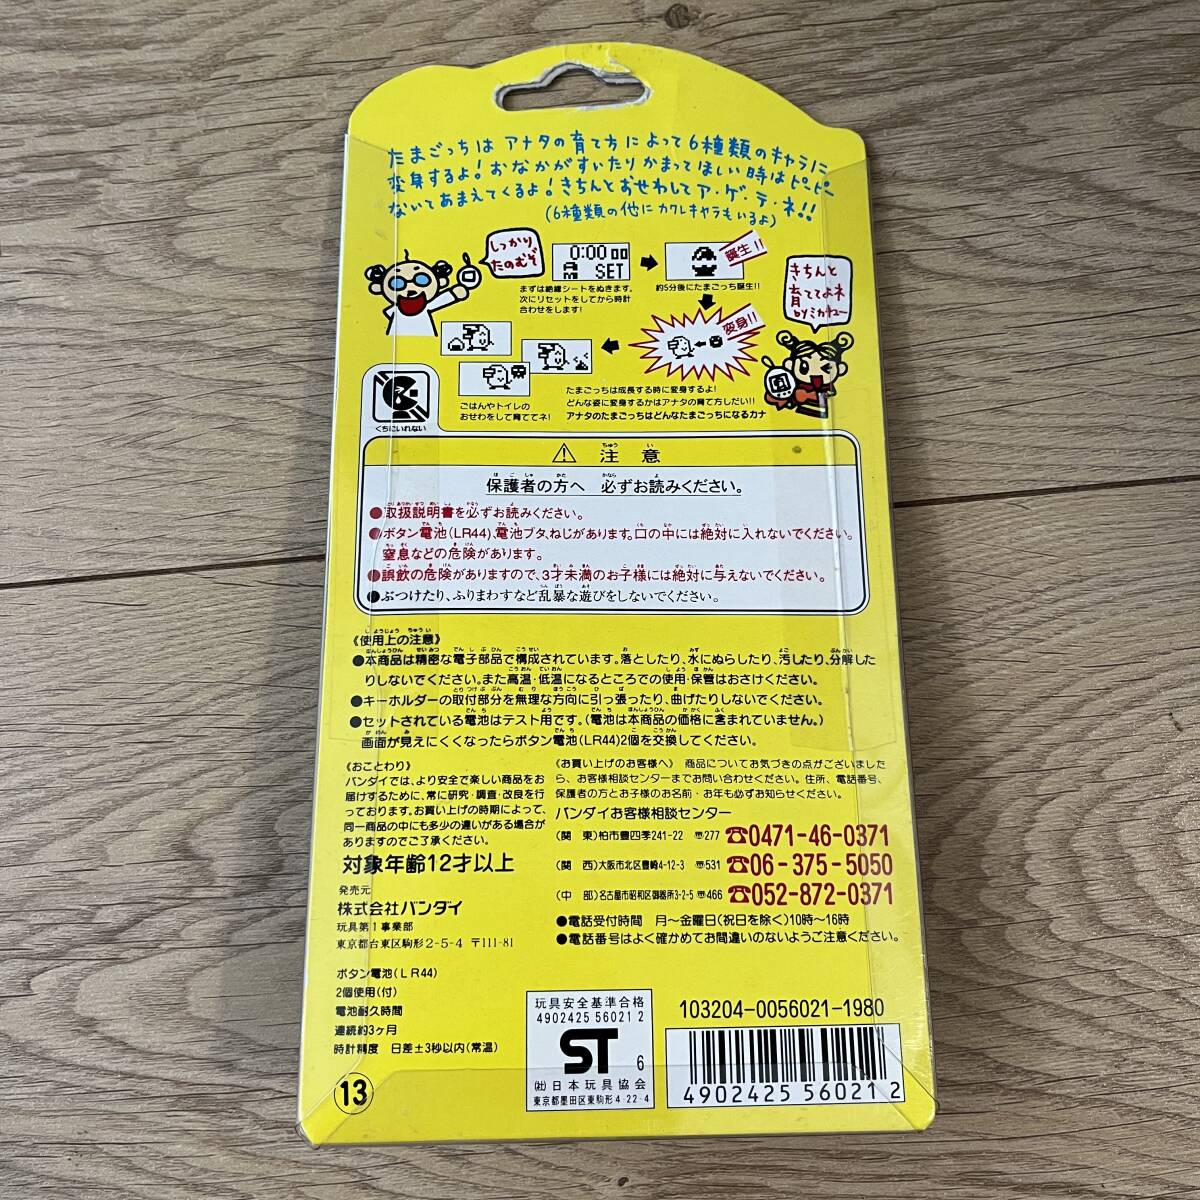 たまごっちは アナタの育て方によって6種類のキャラに
変身するよ!おなかがすいたりかまってほしい時はピーピー
ないてあまえてくるよ!きちんとおせわしてア・ゲ・テ・ネ!!
(6種類の他にカクレキャラもいるよ)
しっかり
たのむぞ
0:00
AM SET
誕生!!
まずは絶縁シートをぬきます。
次にリセットをしてから時計
合わせをします!
約5分後にたまごっち誕生!!
きちんと
育ててよネ
byミカチュー
変身!!
くちにいれない
ごはんやトイレの
おせわをして育ててネ!
たまごっちは成長する時に変身するよ!
どんな姿に変身するかはアナタの育て方しだい!!
アナタのたまごっちはどんなたまごっちになるカナ
⚠ 注意
保護者の方へ 必ずお読みください。
●取扱説明書を必ずお読みください。
●ボタン電池(LR44)、電池ブタ、ねじがあります。口の中には絶対に入れないでください。
窒息などの危険があります。
●誤飲の危険がありますので、3才未満のお子様には絶対に与えないでください。
●ぶつけたり、ふりまわすなど乱暴な遊びをしないでください。
《使用上の注意》
●本商品は精密な電子部品で構成されています。落としたり、水にぬらしたり、汚したり、分解した
りしないでください。また高温・低温になるところでの使用・保管はおさけください。
●キーホルダーの取付部分を無理な方向に引っ張ったり、曲げたりしないでください。
●セットされている電池はテスト用です。(電池は本商品の価格に含まれていません。)
画面が見えにくくなったらボタン電池(LR44)2個を交換してください。
《おことわり》
バンダイでは、より安全で楽しい商品をお
届けするために、常に研究・調査・改良を行
っております。お買い上げの時期によって、
同一商品の中にも多少の違いがある場合が
ありますのでご了承ください。
対象年齢12才以上
発売元
株式会社バンダイ
玩具第1事業部
東京都台東区駒形2-5-4 〒111-81
《お買い上げのお客様へ》 商品についてお気づきの点がございました
ら、お客様相談センターまでお問い合わせください。住所、電話番号、
保護者の方とお子様のお名前・お年も必ずお知らせください。
バンダイお客様相談センター
(関 東)柏市豊四季241-22 〒277 ☎0471-46-0371
(関 西)大阪市北区豊崎4-12-3 〒531 ☎06-375-5050
(中 部)名古屋市昭和区御器所3-2-5 〒466 ☎052-872-0371
●電話受付時間 月〜金曜日(祝日を除く)10時〜16時
●電話番号はよく確かめてお間違いのないようご注意ください。
ボタン電池(LR44)
2個使用(付)
電池耐久時間
連続約3ヶ月
時計精度 日差±3秒以内(常温)
13
玩具安全基準合格
4902425 56021 2
ST 6
(社)日本玩具協会
東京都墨田区東駒形4-22-4
103204-0056021-1980
4902425 56021 2